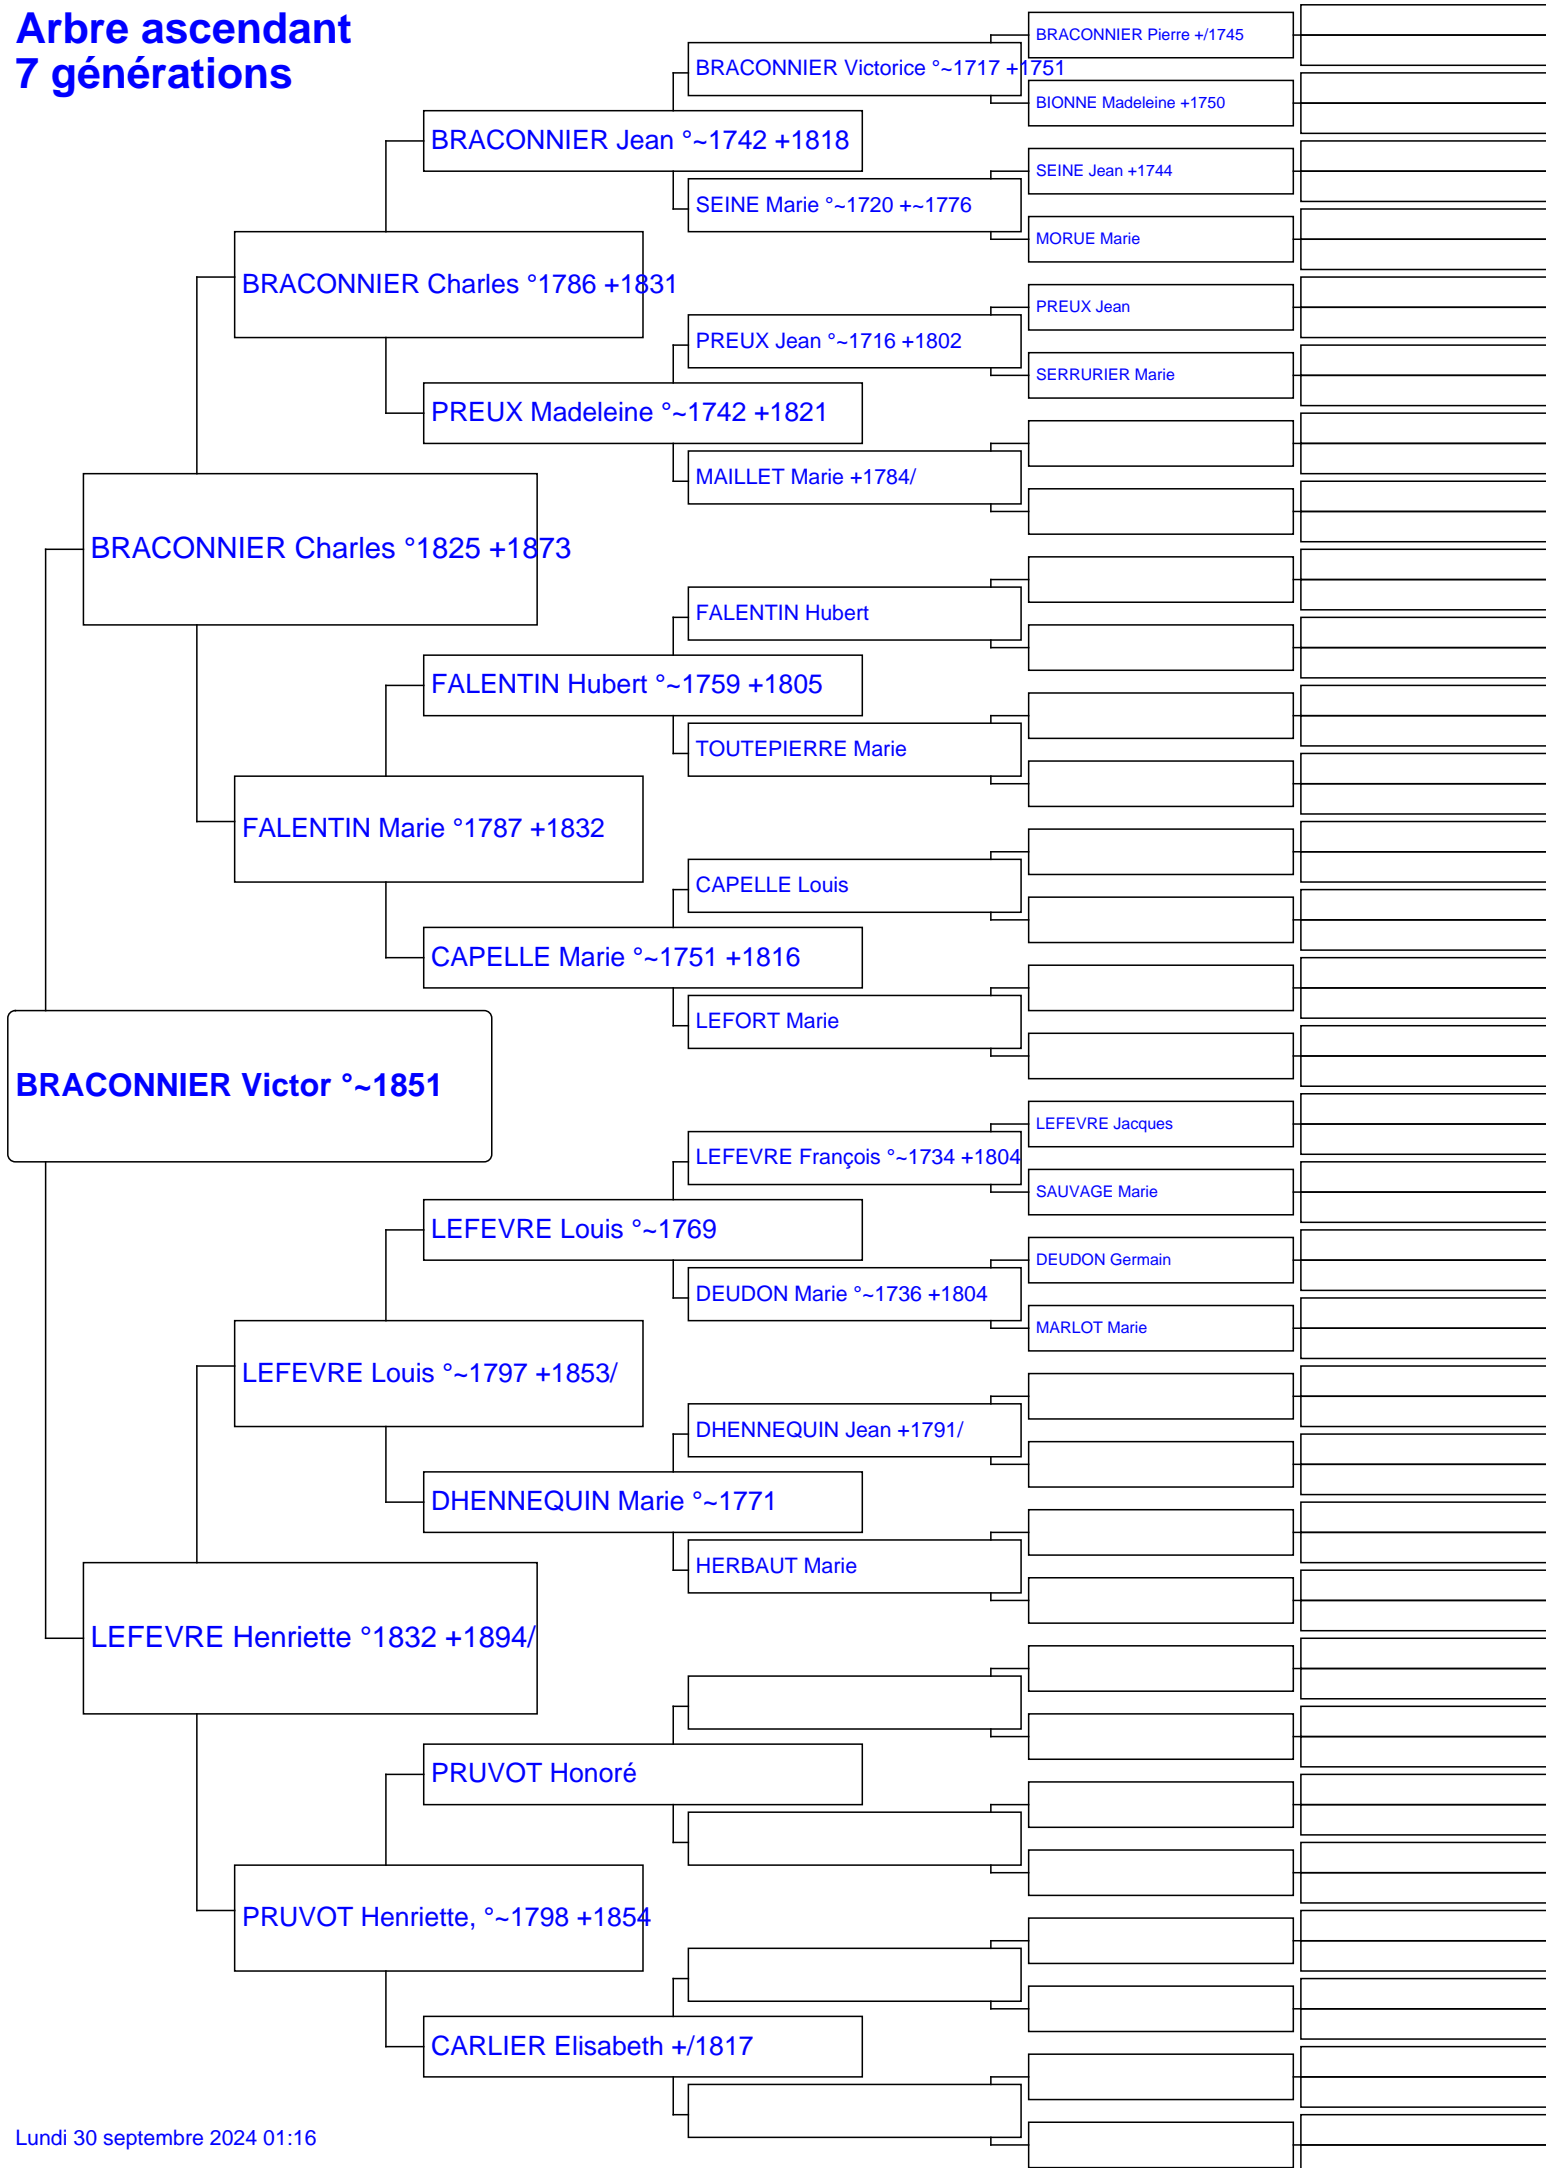 Arbre ascendant
7 générations
BRACONNIER Pierre +/1745
BRACONNIER Victorice °~1717 +1751
BIONNE Madeleine +1750
BRACONNIER Jean °~1742 +1818
SEINE Jean +1744
SEINE Marie °~1720 +~1776
MORUE Marie
BRACONNIER Charles °1786 +1831
PREUX Jean
PREUX Jean °~1716 +1802
SERRURIER Marie
PREUX Madeleine °~1742 +1821
MAILLET Marie +1784/
BRACONNIER Charles °1825 +1873
FALENTIN Hubert
FALENTIN Hubert °~1759 +1805
TOUTEPIERRE Marie
FALENTIN Marie °1787 +1832
CAPELLE Louis
CAPELLE Marie °~1751 +1816
LEFORT Marie
BRACONNIER Victor °~1851
LEFEVRE Jacques
LEFEVRE François °~1734 +1804
SAUVAGE Marie
LEFEVRE Louis °~1769
DEUDON Germain
DEUDON Marie °~1736 +1804
MARLOT Marie
LEFEVRE Louis °~1797 +1853/
DHENNEQUIN Jean +1791/
DHENNEQUIN Marie °~1771
HERBAUT Marie
LEFEVRE Henriette °1832 +1894/
PRUVOT Honoré
PRUVOT Henriette, °~1798 +1854
CARLIER Elisabeth +/1817
Lundi 30 septembre 2024 01:16